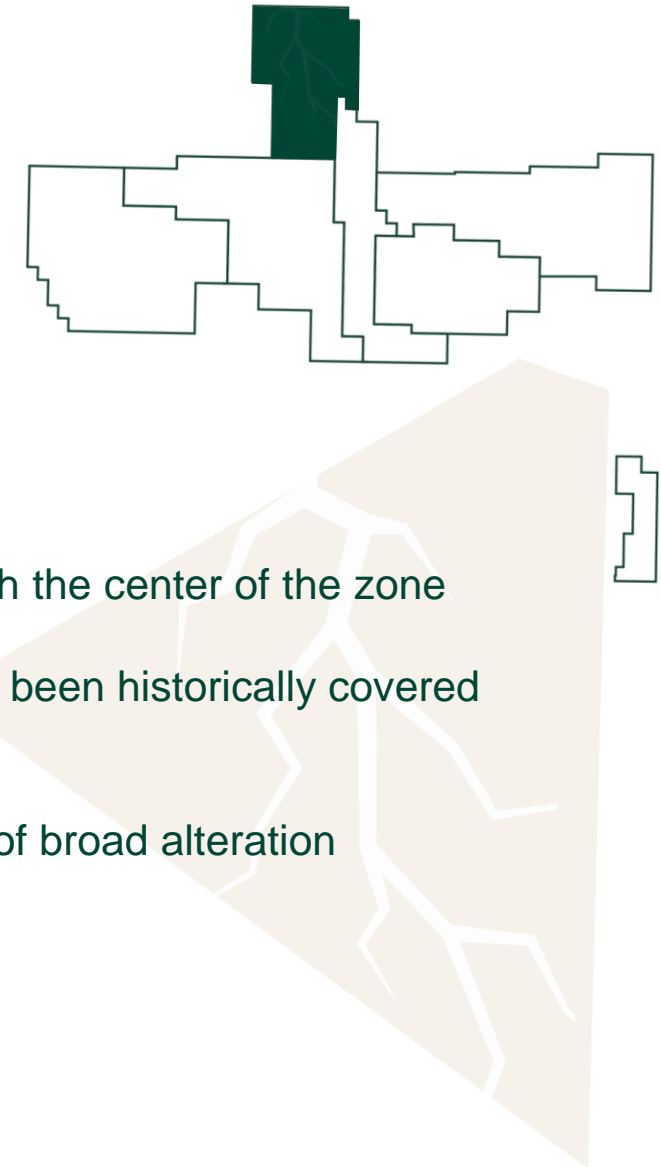 the center of the zone
been historically covered
of broad alteration